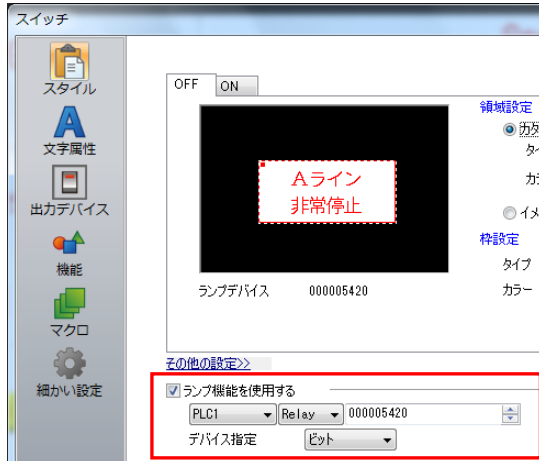 スイッチ
スタイル
文字属性
出力デバイス
機能
マクロ
細かい設定
OFF ON
Aライン
非常停止
ランプデバイス 000005420
領域設定
カラー
枠設定
タイプ
カラー
その他の設定>>
ランプ機能を使用する
PLC1 Relay 000005420
デバイス指定 ビット